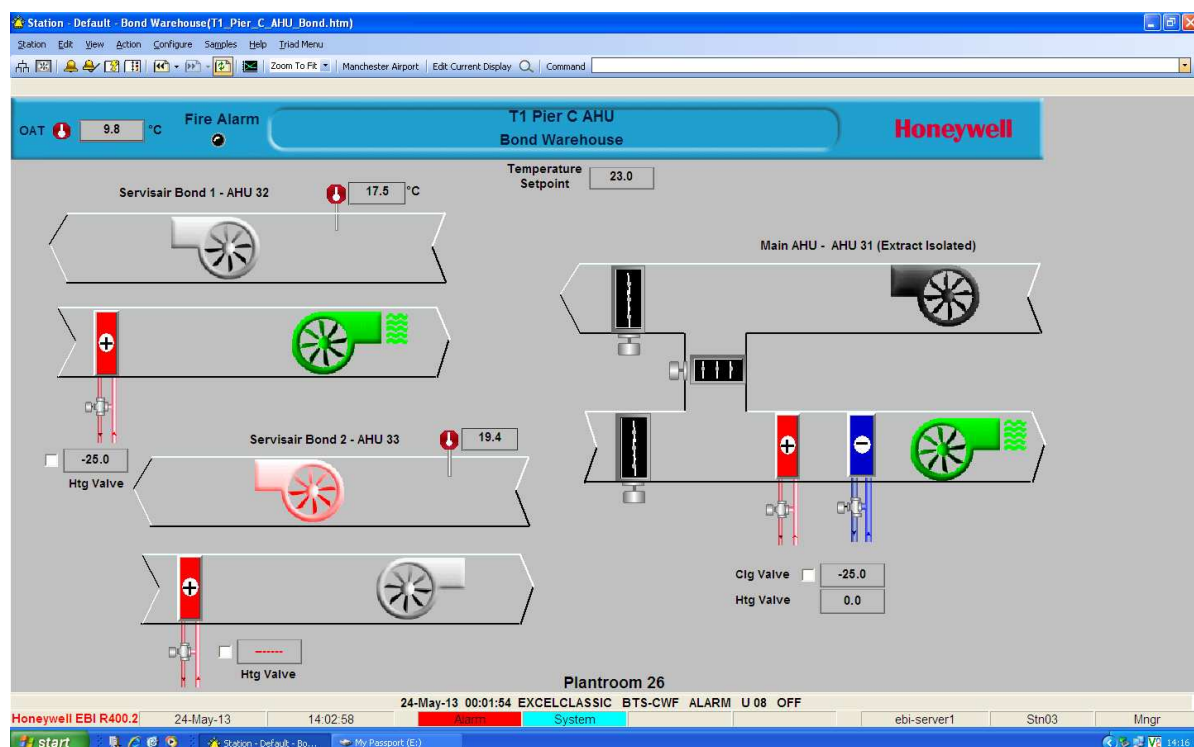 Station - Default - Bond Warehouse(T1_Pier_C_AHU_Bond.htm)
Station Edit View Action Configure Samples Help Triad Menu
Zoom To Fit Manchester Airport Edit Current Display Command
OAT 9.8 °C Fire Alarm T1 Pier C AHU Honeywell
Bond Warehouse
Temperature Setpoint 23.0
Servisair Bond 1 - AHU 32 17.5 °C
Main AHU - AHU 31 (Extract Isolated)
-25.0
Htg Valve
Servisair Bond 2 - AHU 33 19.4
Clg Valve -25.0
Htg Valve 0.0
------
Htg Valve
Plantroom 26
24-May-13 00:01:54 EXCELCLASSIC BTS-CWF ALARM U 08 OFF
Honeywell EBI R400.2 24-May-13 14:02:58 Alarm System ebi-server1 Stn03 Mngr
start Station - Default - Bo... My Passport (E:) 14:16